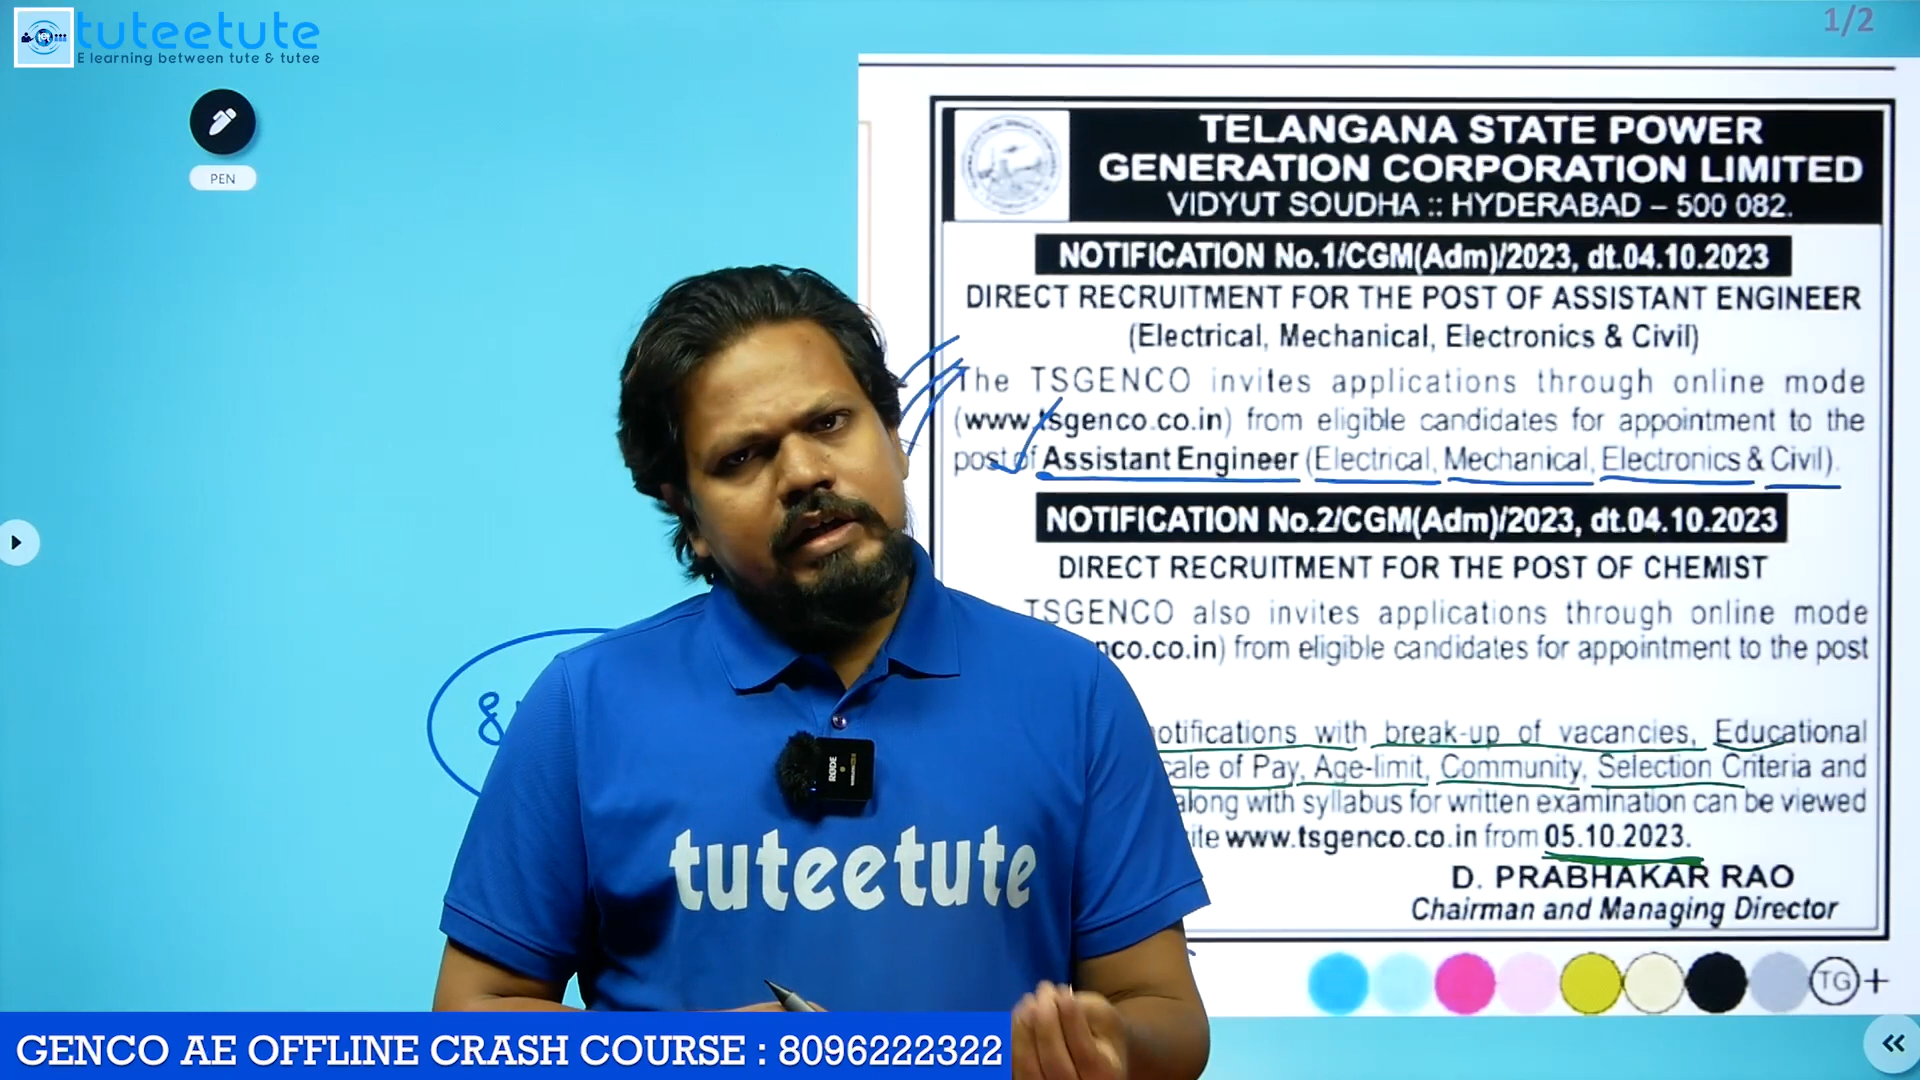 tuteetute
E learning between tute & tutee
1/2
PEN
TELANGANA STATE POWER
GENERATION CORPORATION LIMITED
VIDYUT SOUDHA :: HYDERABAD – 500 082.
NOTIFICATION No.1/CGM(Adm)/2023, dt.04.10.2023
DIRECT RECRUITMENT FOR THE POST OF ASSISTANT ENGINEER
(Electrical, Mechanical, Electronics & Civil)
The TSGENCO invites applications through online mode
(www.tsgenco.co.in) from eligible candidates for appointment to the
post of Assistant Engineer (Electrical, Mechanical, Electronics & Civil).
NOTIFICATION No.2/CGM(Adm)/2023, dt.04.10.2023
DIRECT RECRUITMENT FOR THE POST OF CHEMIST
TSGENCO also invites applications through online mode
nco.co.in) from eligible candidates for appointment to the post
otifications with break-up of vacancies, Educational
cale of Pay, Age-limit, Community, Selection Criteria and
along with syllabus for written examination can be viewed
ite www.tsgenco.co.in from 05.10.2023.
D. PRABHAKAR RAO
Chairman and Managing Director
TG
RØDE
tuteetute
GENCO AE OFFLINE CRASH COURSE : 8096222322